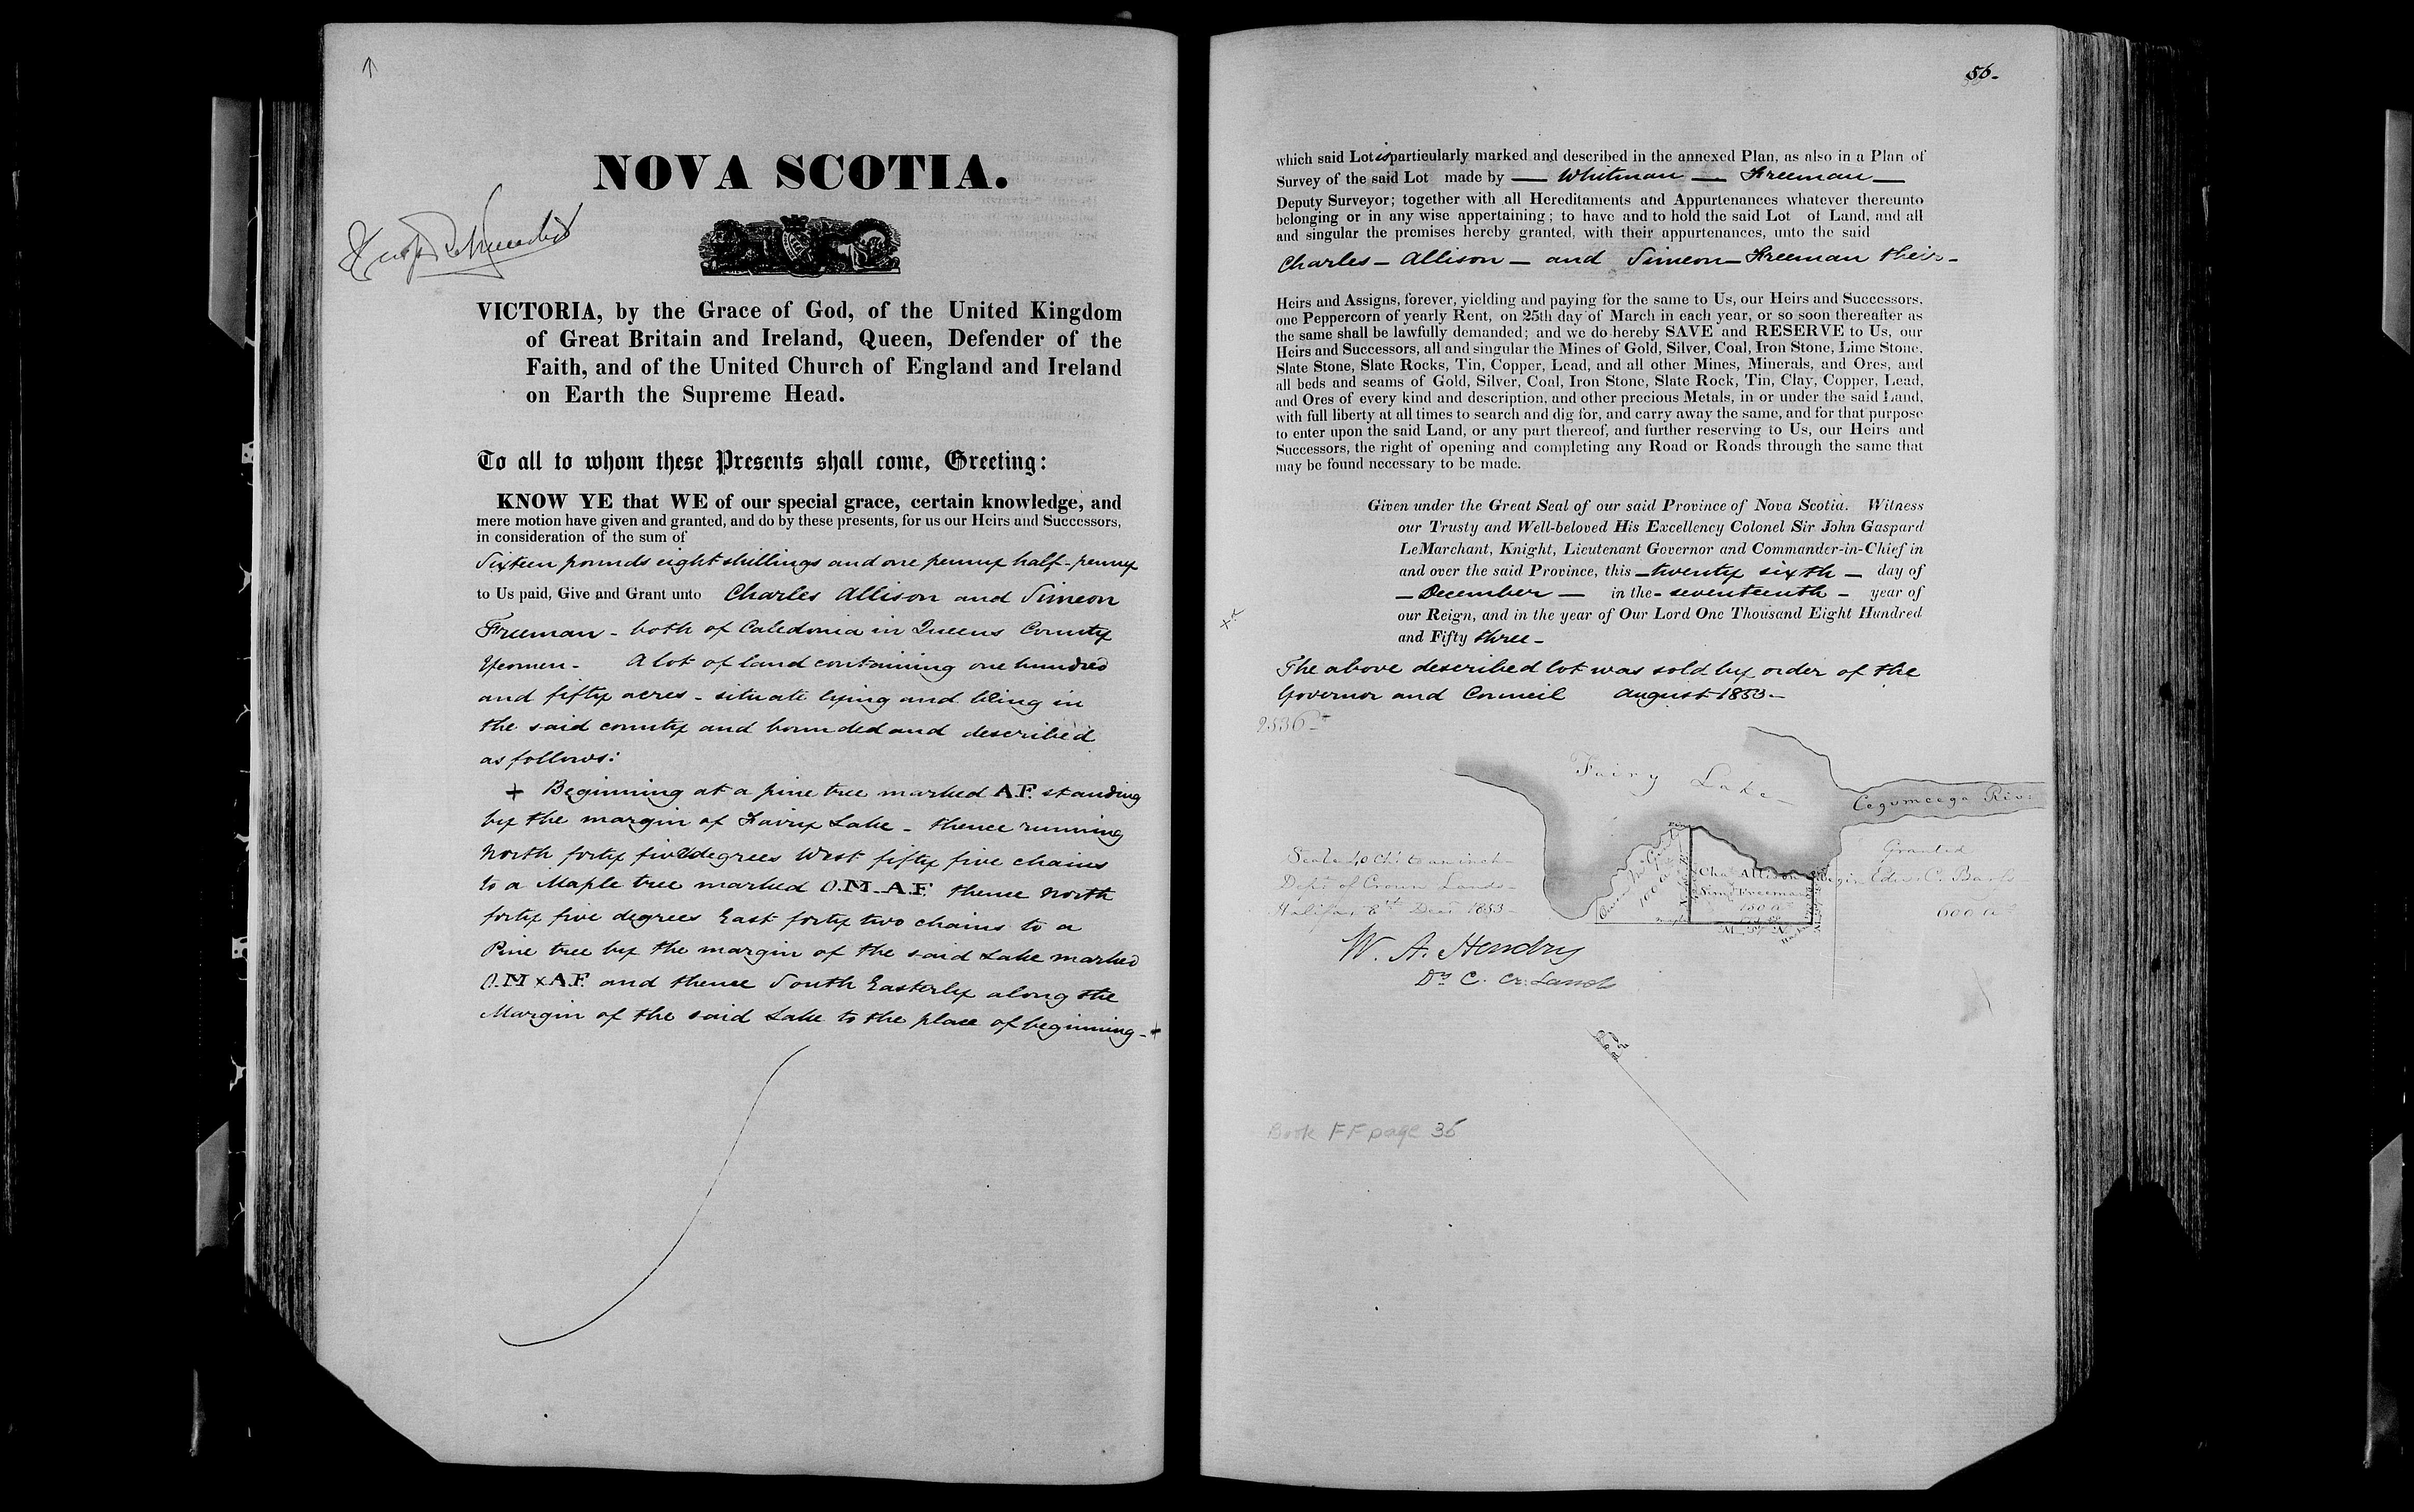 NOVA SCOTIA.
VICTORIA, by the Grace of God, of the United Kingdom
of Great Britain and Ireland, Queen, Defender of the
Faith, and of the United Church of England and Ireland
on Earth the Supreme Head.
To all to whom these Presents shall come, Greeting:
KNOW YE that WE of our special grace, certain knowledge, and
mere motion have given and granted, and do by these presents, for us our Heirs and Successors,
in consideration of the sum of
Sixteen pounds eight shillings and one penny half-penny
to Us paid, Give and Grant unto Charles Allison and Simeon
Freeman - both of Caledonia in Queens County
Yeomen - A lot of land containing one hundred
and fifty acres - situate lying and being in
the said county and bounded and described
as follows:
+ Beginning at a pine tree marked A.F. standing
by the margin of Fairy Lake - thence running
North forty five degrees West fifty five chains
to a Maple tree marked O.M-A.F thence North
forty five degrees East forty two chains to a
Pine tree by the margin of the said Lake marked
O.M x A.F. and thence South Easterly along the
Margin of the said Lake to the place of beginning - +
56-
which said Lot is particularly marked and described in the annexed Plan, as also in a Plan of
Survey of the said Lot made by — Whitman — Freeman —
Deputy Surveyor; together with all Hereditaments and Appurtenances whatever thereunto
belonging or in any wise appertaining; to have and to hold the said Lot of Land, and all
and singular the premises hereby granted, with their appurtenances, unto the said
Charles - Allison - and Simeon - Freeman their -
Heirs and Assigns, forever, yielding and paying for the same to Us, our Heirs and Successors,
one Peppercorn of yearly Rent, on 25th day of March in each year, or so soon thereafter as
the same shall be lawfully demanded; and we do hereby SAVE and RESERVE to Us, our
Heirs and Successors, all and singular the Mines of Gold, Silver, Coal, Iron Stone, Lime Stone,
Slate Stone, Slate Rocks, Tin, Copper, Lead, and all other Mines, Minerals, and Ores, and
all beds and seams of Gold, Silver, Coal, Iron Stone, Slate Rock, Tin, Clay, Copper, Lead,
and Ores of every kind and description, and other precious Metals, in or under the said Land,
with full liberty at all times to search and dig for, and carry away the same, and for that purpose
to enter upon the said Land, or any part thereof, and further reserving to Us, our Heirs and
Successors, the right of opening and completing any Road or Roads through the same that
may be found necessary to be made.
Given under the Great Seal of our said Province of Nova Scotia. Witness
our Trusty and Well-beloved His Excellency Colonel Sir John Gaspard
LeMarchant, Knight, Lieutenant Governor and Commander-in-Chief in
and over the said Province, this - twenty sixth - day of
- December - in the - seventeenth - year of
our Reign, and in the year of Our Lord One Thousand Eight Hundred
and Fifty three -
The above described lot was sold by order of the
Governor and Council August 1853 -
Fairy Lake
Cegumcega
Scale 40 Chs to an inch
Dept of Crown Lands -
Halifax 8th Decr 1853 -
Granted
Edwd C.
600 acs
Chas Allison &
Simn Freeman
150 acs
100 acs
W. A. Hendry
Dy C. Cr. Lands
Book FF page 35